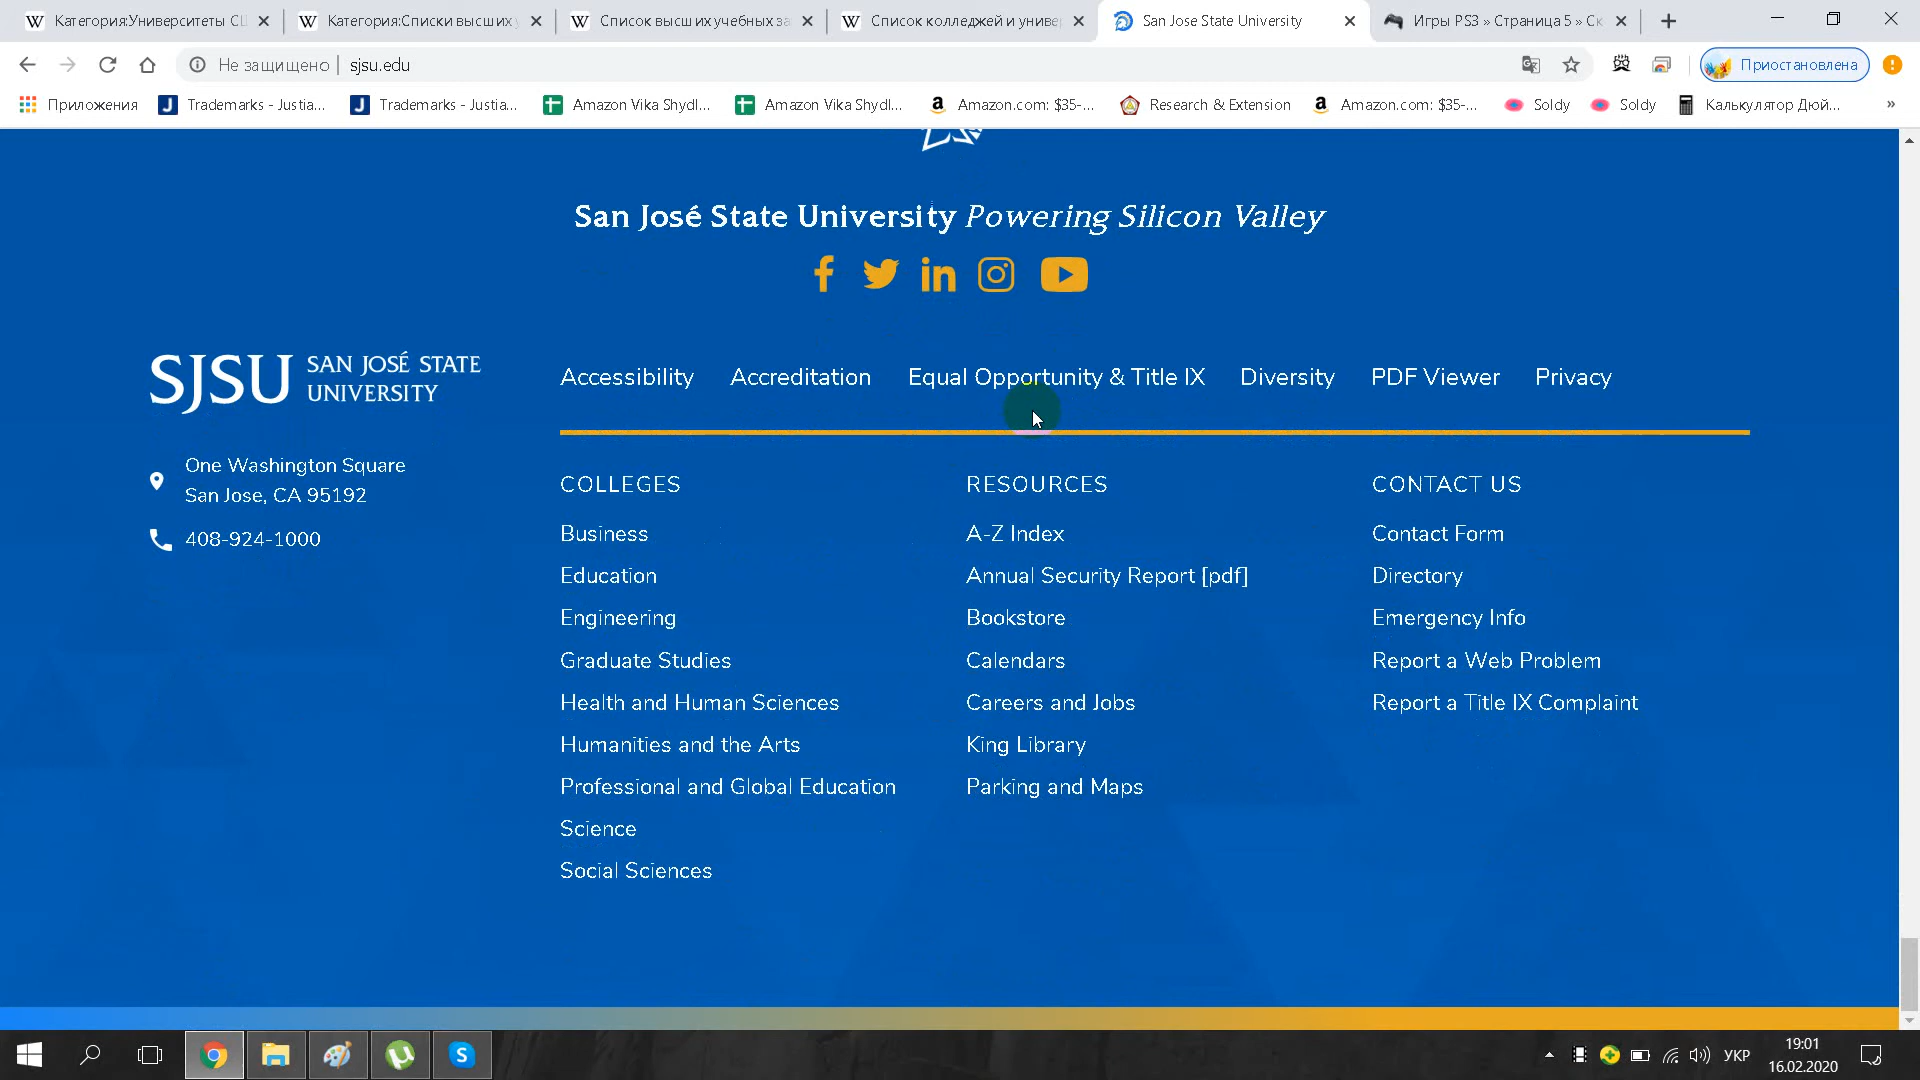 Категория:Университеты СШ
Категория:Списки высших у
Список высших учебных за
Список колледжей и униве
San Jose State University
Игры PS3 » Страница 5 » Ск
Не защищено
sjsu.edu
Приостановлена
Приложения
Trademarks - Justia...
Trademarks - Justia...
Amazon Vika Shydl...
Amazon Vika Shydl...
Amazon.com: $35-...
Research & Extension
Amazon.com: $35-...
Soldy
Soldy
Калькулятор Дюй...
»
San José State University Powering Silicon Valley
SJSU SAN JOSÉ STATE UNIVERSITY
One Washington Square
San Jose, CA 95192
408-924-1000
Accessibility Accreditation Equal Opportunity & Title IX Diversity PDF Viewer Privacy
COLLEGES
Business
Education
Engineering
Graduate Studies
Health and Human Sciences
Humanities and the Arts
Professional and Global Education
Science
Social Sciences
RESOURCES
A-Z Index
Annual Security Report [pdf]
Bookstore
Calendars
Careers and Jobs
King Library
Parking and Maps
CONTACT US
Contact Form
Directory
Emergency Info
Report a Web Problem
Report a Title IX Complaint
УКР
19:01
16.02.2020